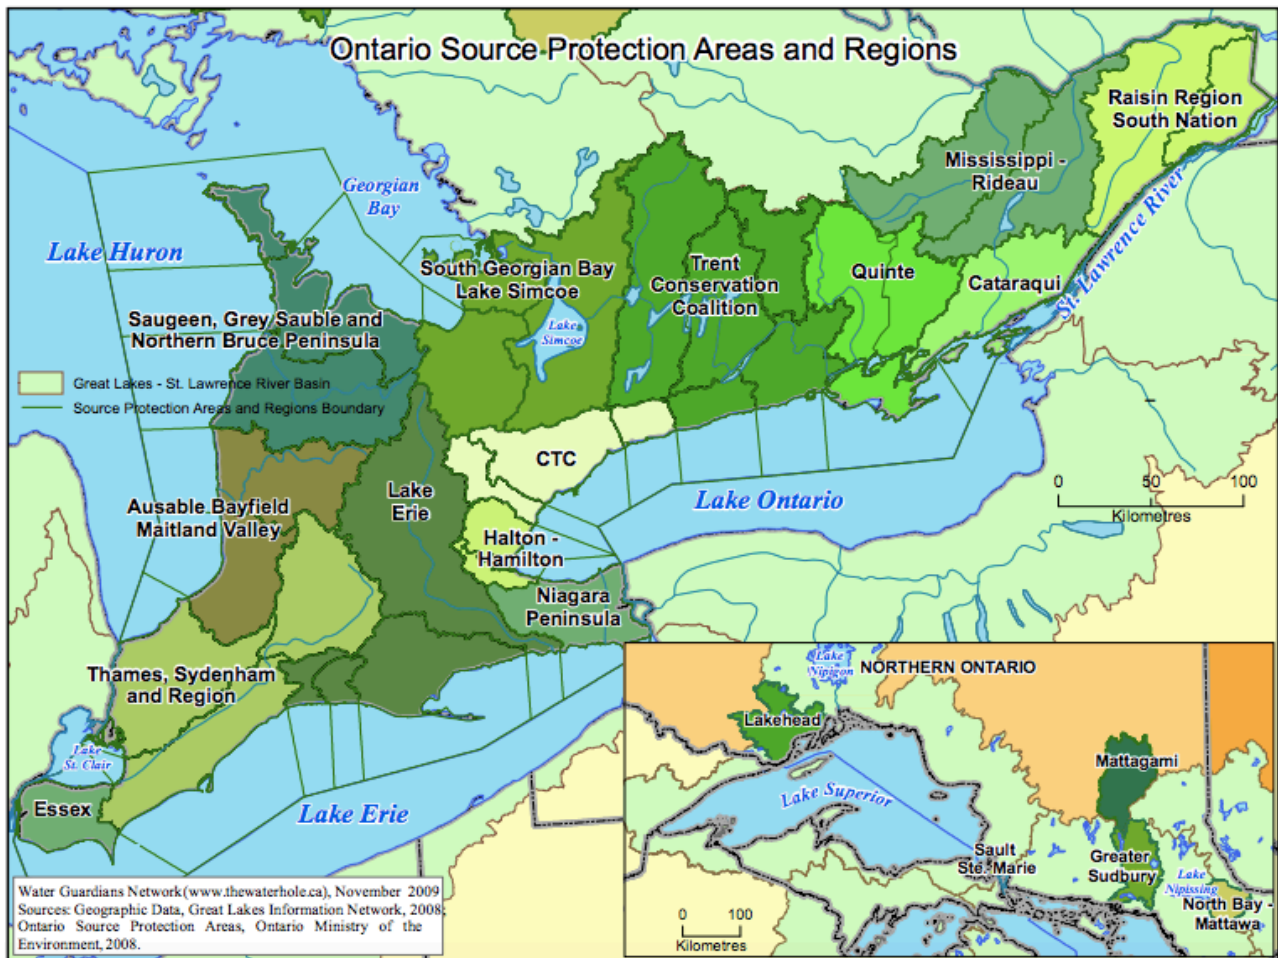 Ontario Source Protection Areas and Regions
Raisin Region
South Nation
Mississippi -
Rideau
Georgian
Bay
Lake Huron
St. Lawrence River
South Georgian Bay
Lake Simcoe
Trent
Conservation
Coalition
Quinte
Cataraqui
Saugeen, Grey Sauble and
Northern Bruce Peninsula
Lake
Simcoe
Great Lakes - St. Lawrence River Basin
Source Protection Areas and Regions Boundary
CTC
Lake
Erie
Lake Ontario
0 50 100
Kilometres
Ausable Bayfield
Maitland Valley
Halton -
Hamilton
Niagara
Peninsula
Thames, Sydenham
and Region
Lake
St. Clair
Essex
Lake Erie
Lake
Nipigon
NORTHERN ONTARIO
Lakehead
Mattagami
Lake Superior
Sault
Ste. Marie
Greater
Sudbury
Lake
Nipissing
North Bay -
Mattawa
0 100
Kilometres
Water Guardians Network(www.thewaterhole.ca), November 2009
Sources: Geographic Data, Great Lakes Information Network, 2008;
Ontario Source Protection Areas, Ontario Ministry of the
Environment, 2008.